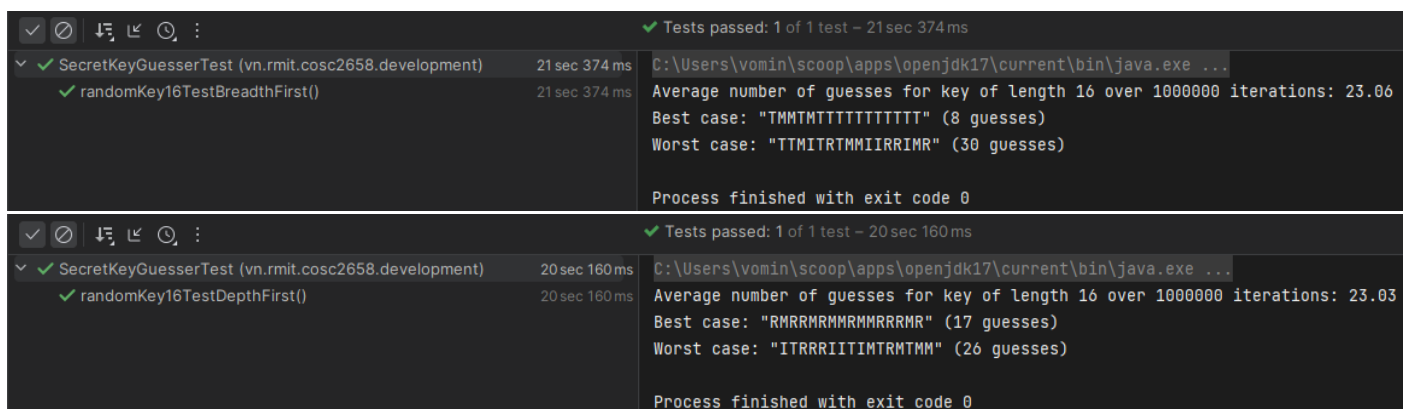 Tests passed: 1 of 1 test – 21 sec 374 ms
SecretKeyGuesserTest (vn.rmit.cosc2658.development) 21 sec 374 ms
randomKey16TestBreadthFirst() 21 sec 374 ms
C:\Users\vomin\scoop\apps\openjdk17\current\bin\java.exe ...
Average number of guesses for key of length 16 over 1000000 iterations: 23.06
Best case: "TMMTMTTTTTTTTTTT" (8 guesses)
Worst case: "TTMITRTMMIIRRIMR" (30 guesses)
Process finished with exit code 0
Tests passed: 1 of 1 test – 20 sec 160 ms
SecretKeyGuesserTest (vn.rmit.cosc2658.development) 20 sec 160 ms
randomKey16TestDepthFirst() 20 sec 160 ms
C:\Users\vomin\scoop\apps\openjdk17\current\bin\java.exe ...
Average number of guesses for key of length 16 over 1000000 iterations: 23.03
Best case: "RMRRMRMMRMMRRRMR" (17 guesses)
Worst case: "ITRRRIITIMTRMTMM" (26 guesses)
Process finished with exit code 0